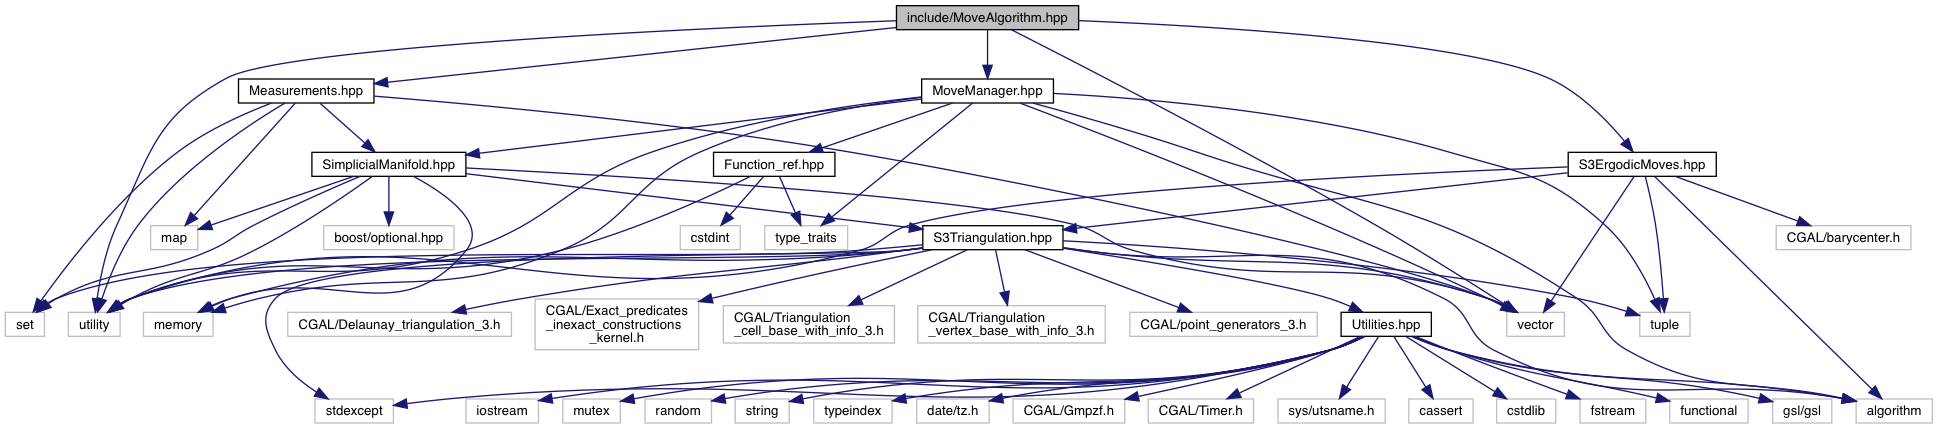 include/MoveAlgorithm.hpp
Measurements.hpp
MoveManager.hpp
SimplicialManifold.hpp
Function_ref.hpp
S3ErgodicMoves.hpp
map
boost/optional.hpp
cstdint
type_traits
S3Triangulation.hpp
CGAL/barycenter.h
set
utility
memory
CGAL/Delaunay_triangulation_3.h
CGAL/Exact_predicates
_inexact_constructions
_kernel.h
CGAL/Triangulation
_cell_base_with_info_3.h
CGAL/Triangulation
_vertex_base_with_info_3.h
CGAL/point_generators_3.h
Utilities.hpp
vector
tuple
stdexcept
iostream
mutex
random
string
typeindex
date/tz.h
CGAL/Gmpzf.h
CGAL/Timer.h
sys/utsname.h
cassert
cstdlib
fstream
functional
gsl/gsl
algorithm